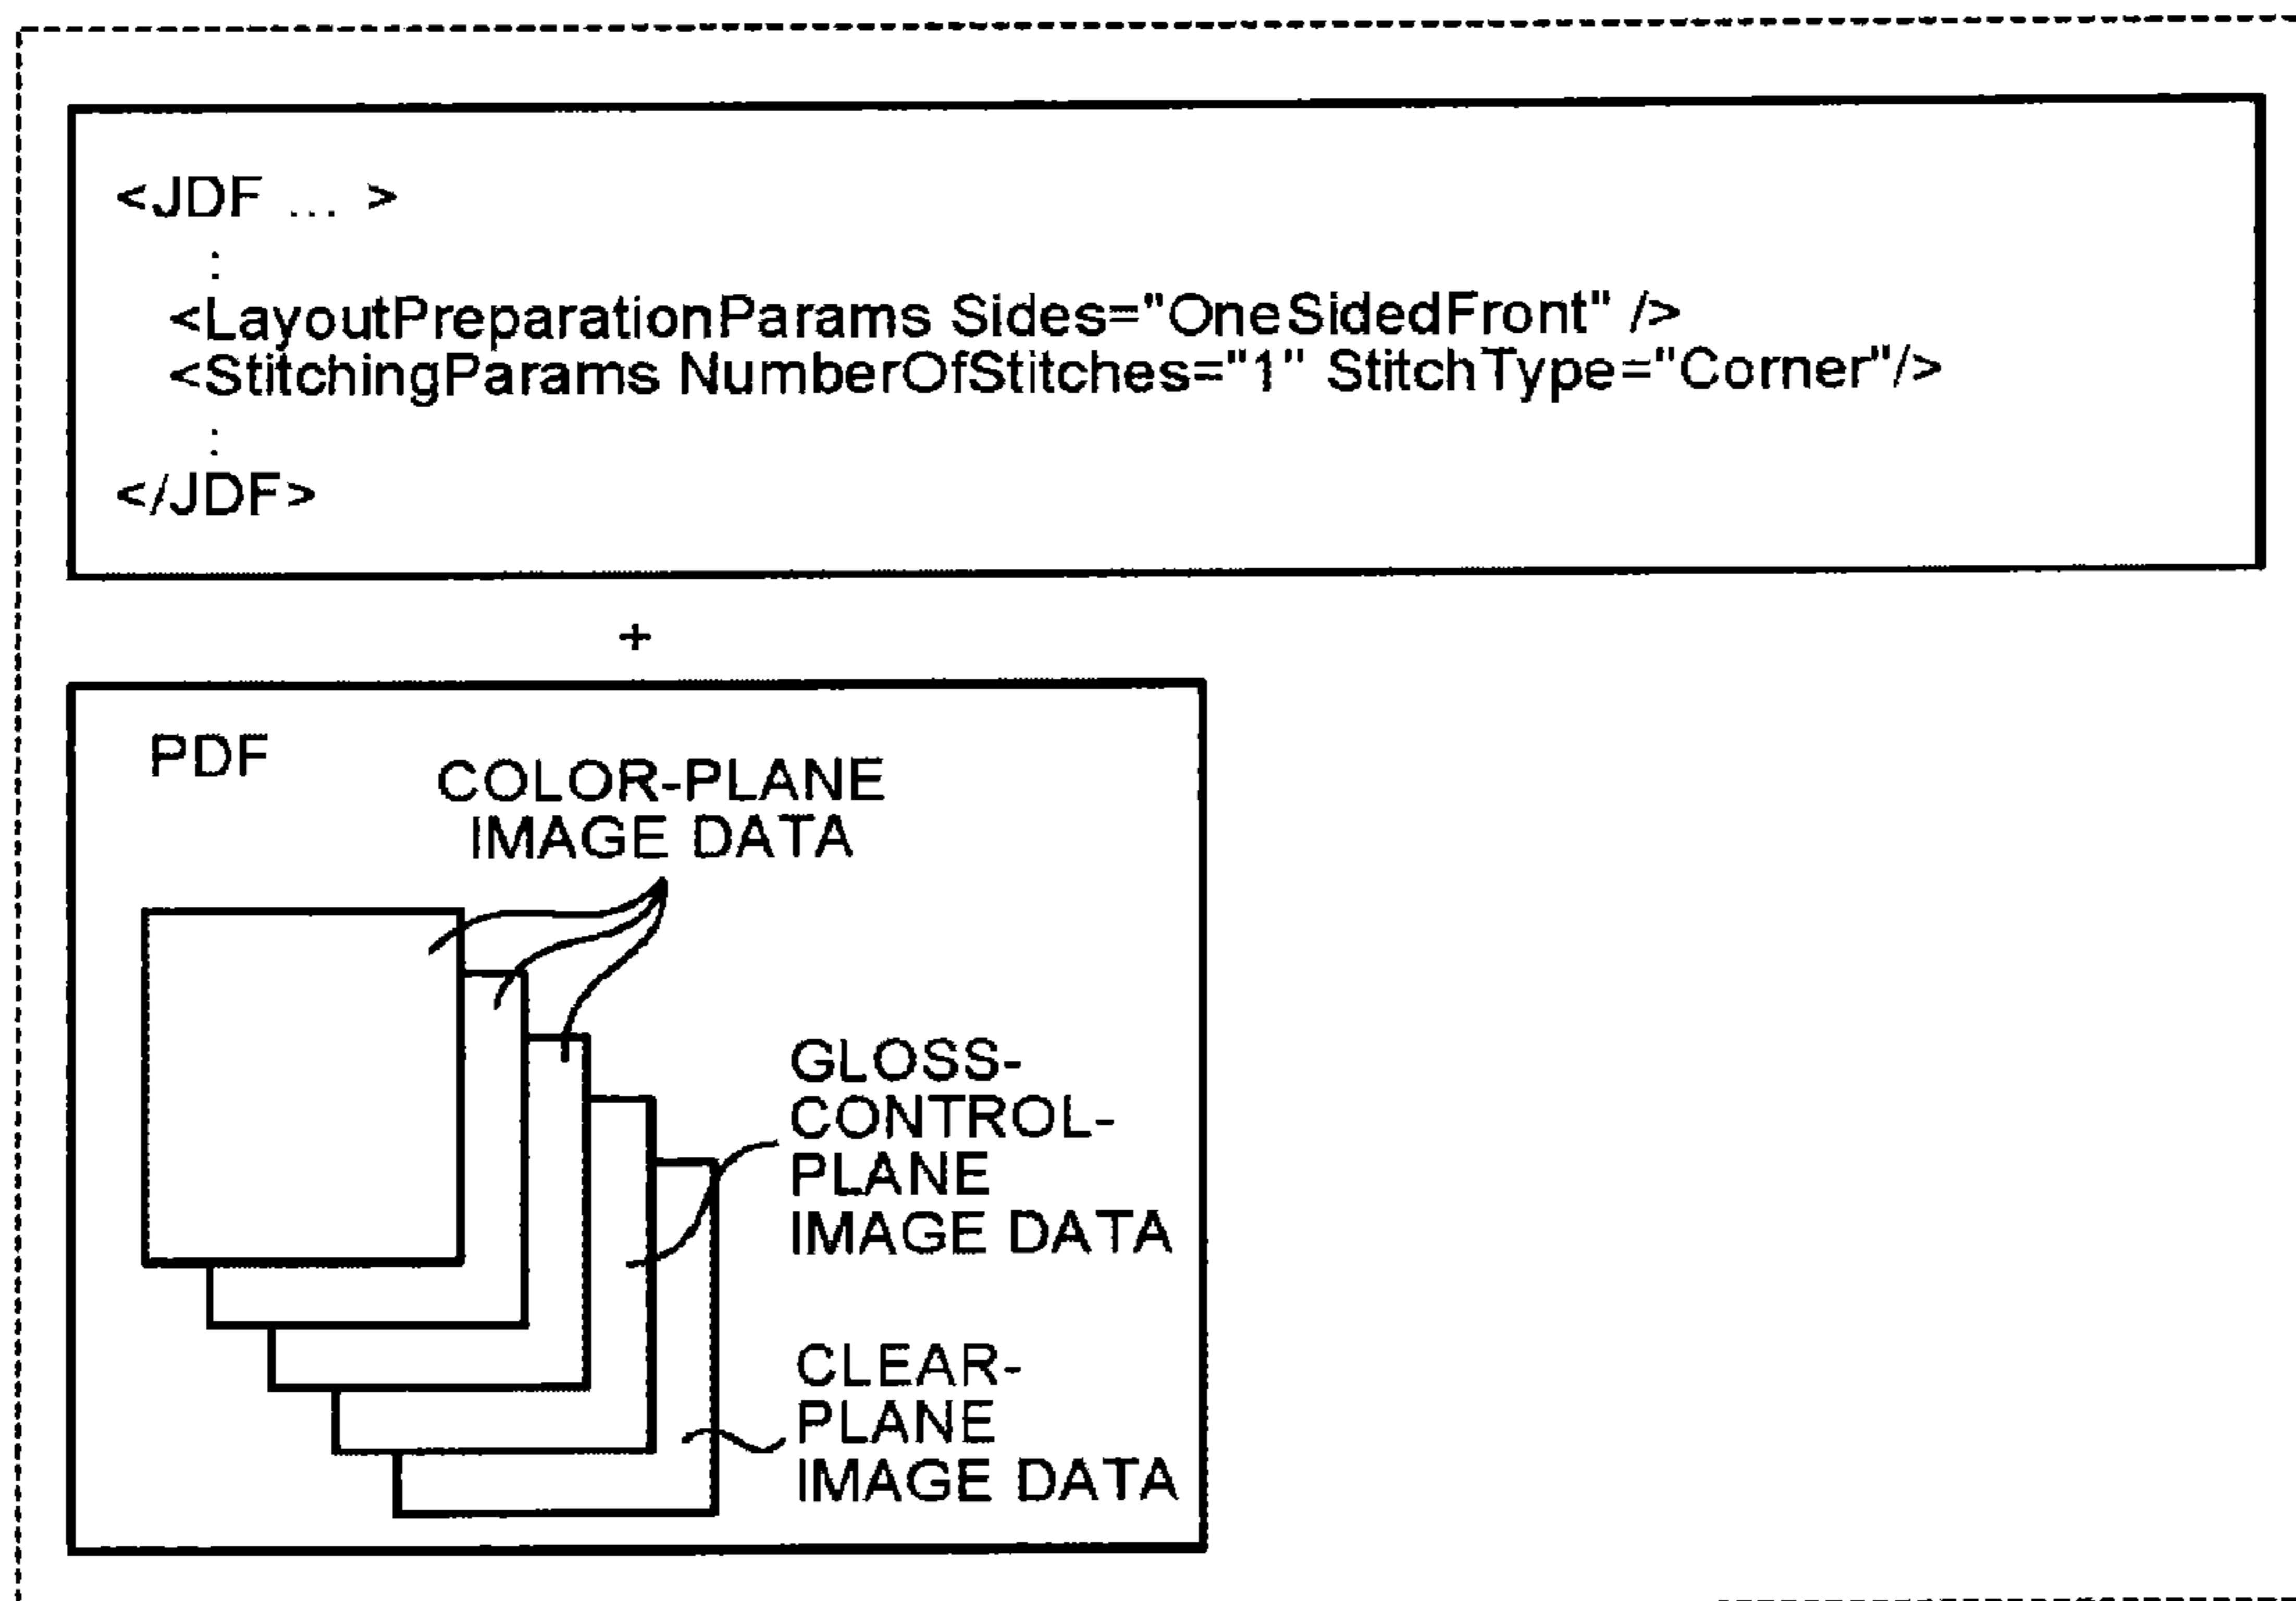 <JDF ... >
:
<LayoutPreparationParams Sides="OneSidedFront" />
<StitchingParams NumberOfStitches="1" StitchType="Corner"/>
:
</JDF>
+
PDF
COLOR-PLANE
IMAGE DATA
GLOSS-
CONTROL-
PLANE
IMAGE DATA
CLEAR-
PLANE
IMAGE DATA